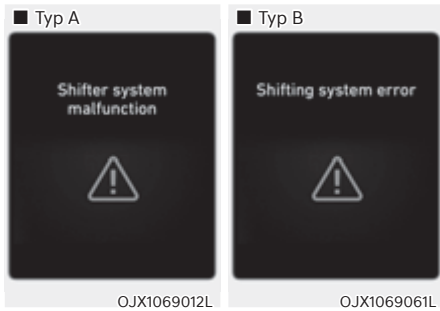 ■ Typ A
Shifter system
malfunction
OJX1069012L
■ Typ B
Shifting system error
OJX1069061L